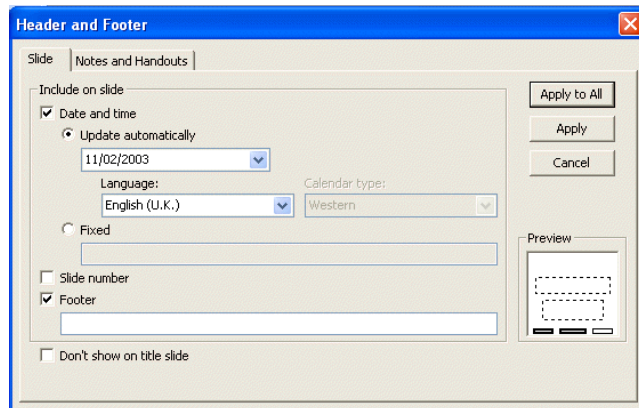 Header and Footer
Slide
Notes and Handouts
Include on slide
Date and time
Update automatically
11/02/2003
Language:
Calendar type:
English (U.K.)
Western
Fixed
Slide number
Footer
Don't show on title slide
Apply to All
Apply
Cancel
Preview